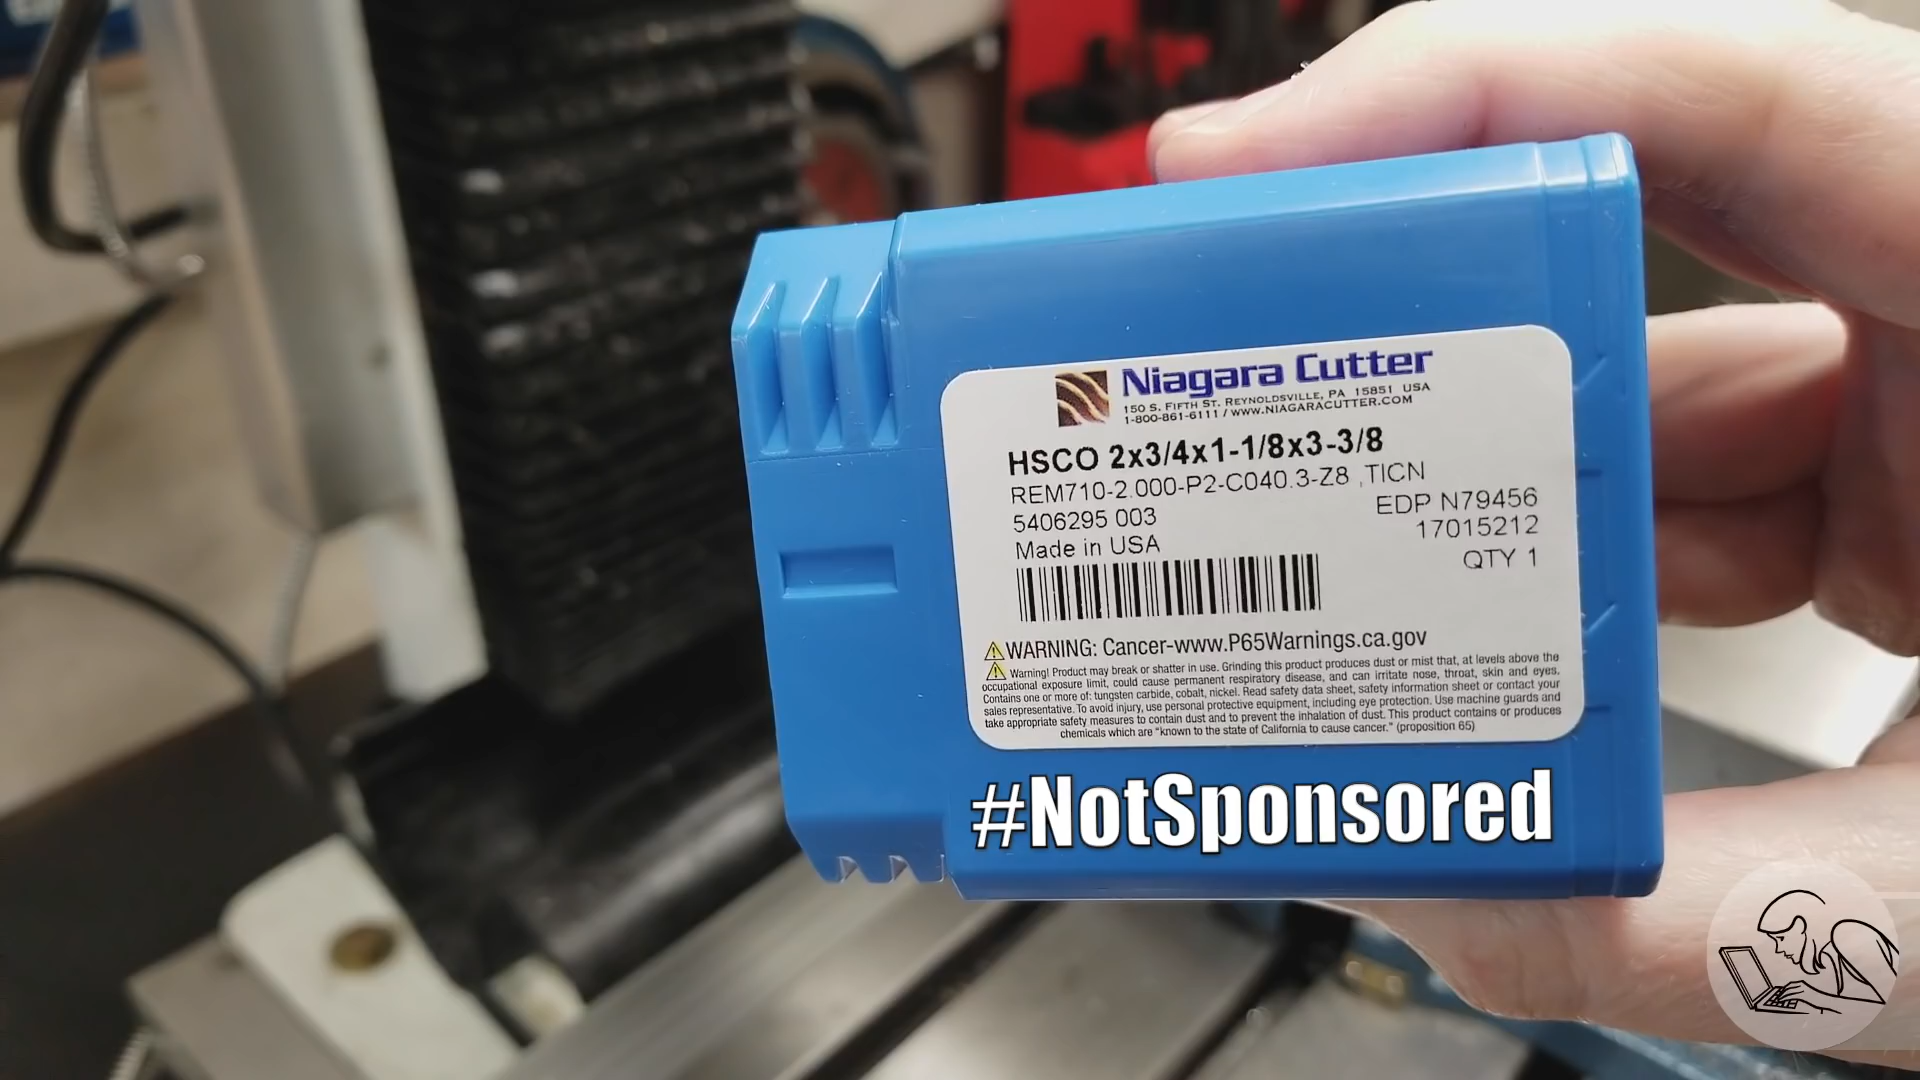 Niagara Cutter
150 S. FIFTH ST. REYNOLDSVILLE, PA 15851 USA
1-800-861-6111 / WWW.NIAGARACUTTER.COM
HSCO 2x3/4x1-1/8x3-3/8
REM710-2.000-P2-C040.3-Z8 ,TICN
EDP N79456
5406295 003
17015212
Made in USA
QTY 1
WARNING: Cancer-www.P65Warnings.ca.gov
Warning! Product may break or shatter in use. Grinding this product produces dust or mist that, at levels above the
occupational exposure limit, could cause permanent respiratory disease, and can irritate nose, throat, skin and eyes.
Contains one or more of: tungsten carbide, cobalt, nickel. Read safety data sheet, safety information sheet or contact your
sales representative. To avoid injury, use personal protective equipment, including eye protection. Use machine guards and
take appropriate safety measures to contain dust and to prevent the inhalation of dust. This product contains or produces
chemicals which are "known to the state of California to cause cancer." (proposition 65)
#NotSponsored